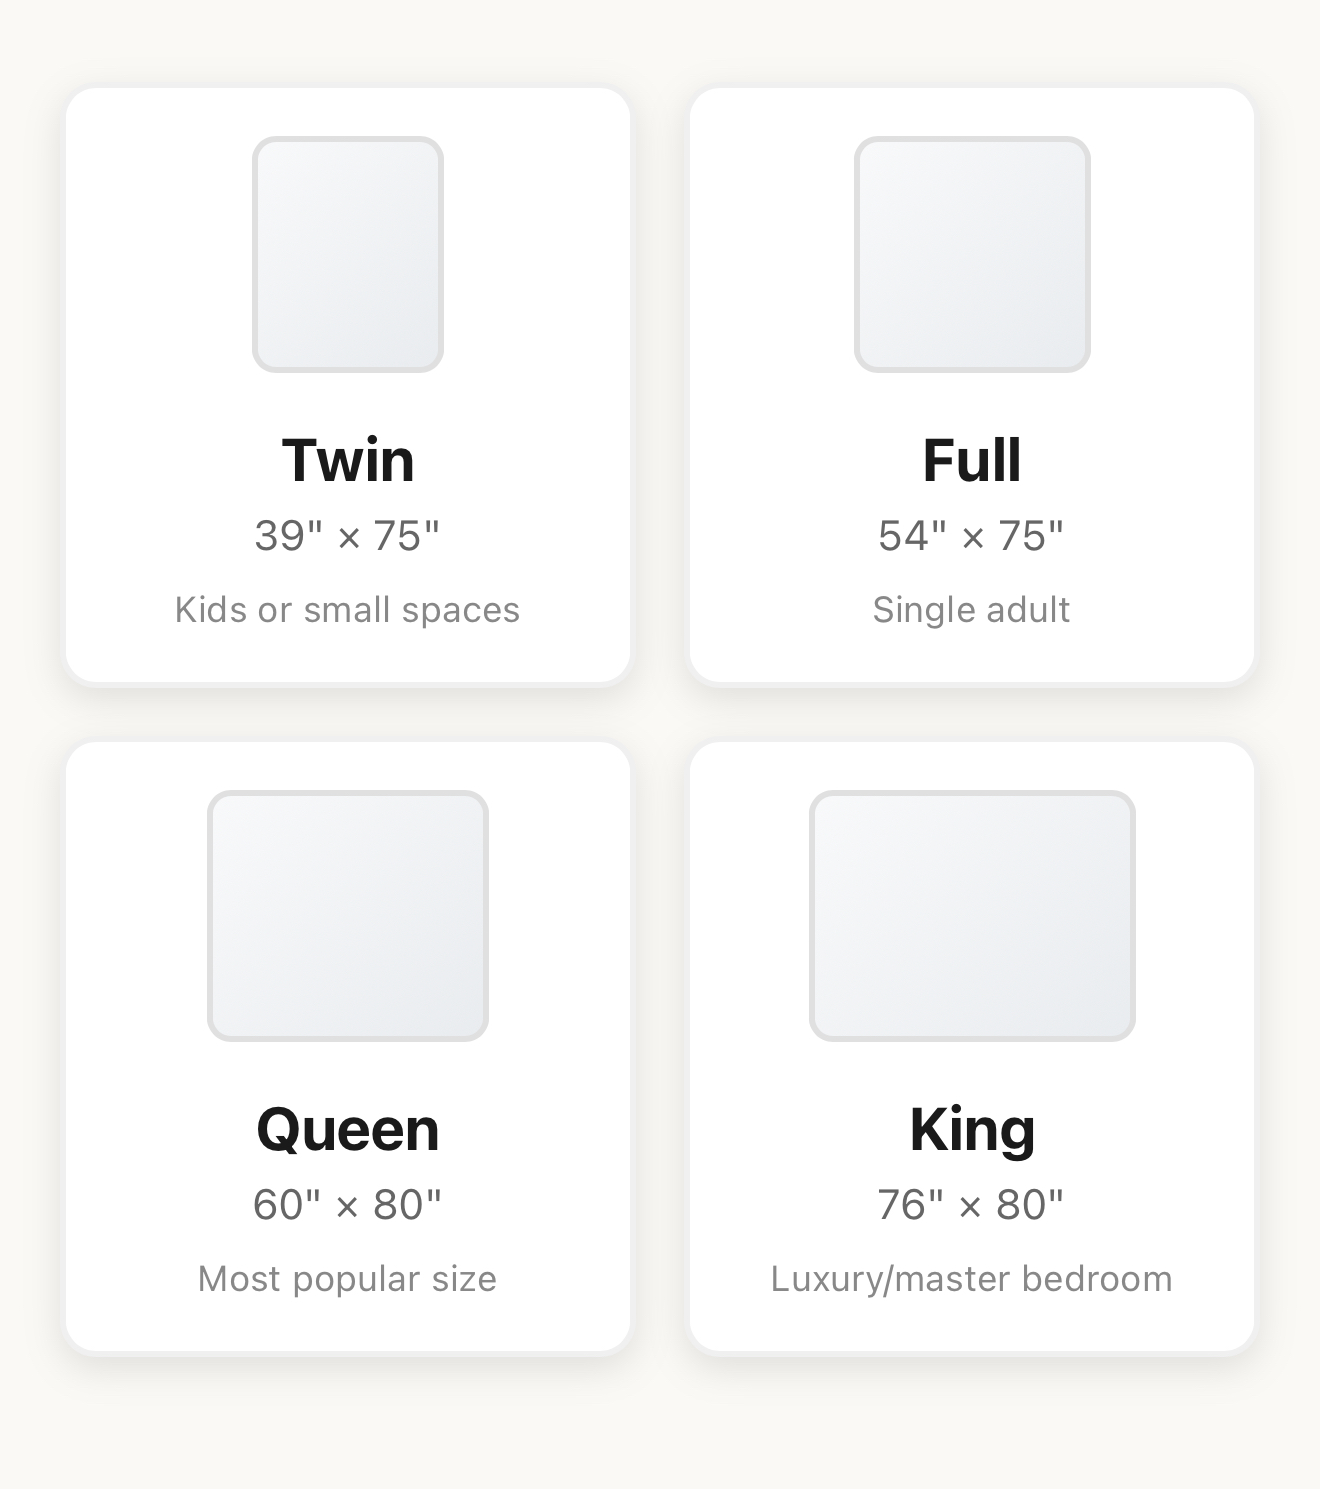 Twin
39" × 75"
Kids or small spaces
Full
54" × 75"
Single adult
Queen
60" × 80"
Most popular size
King
76" × 80"
Luxury/master bedroom